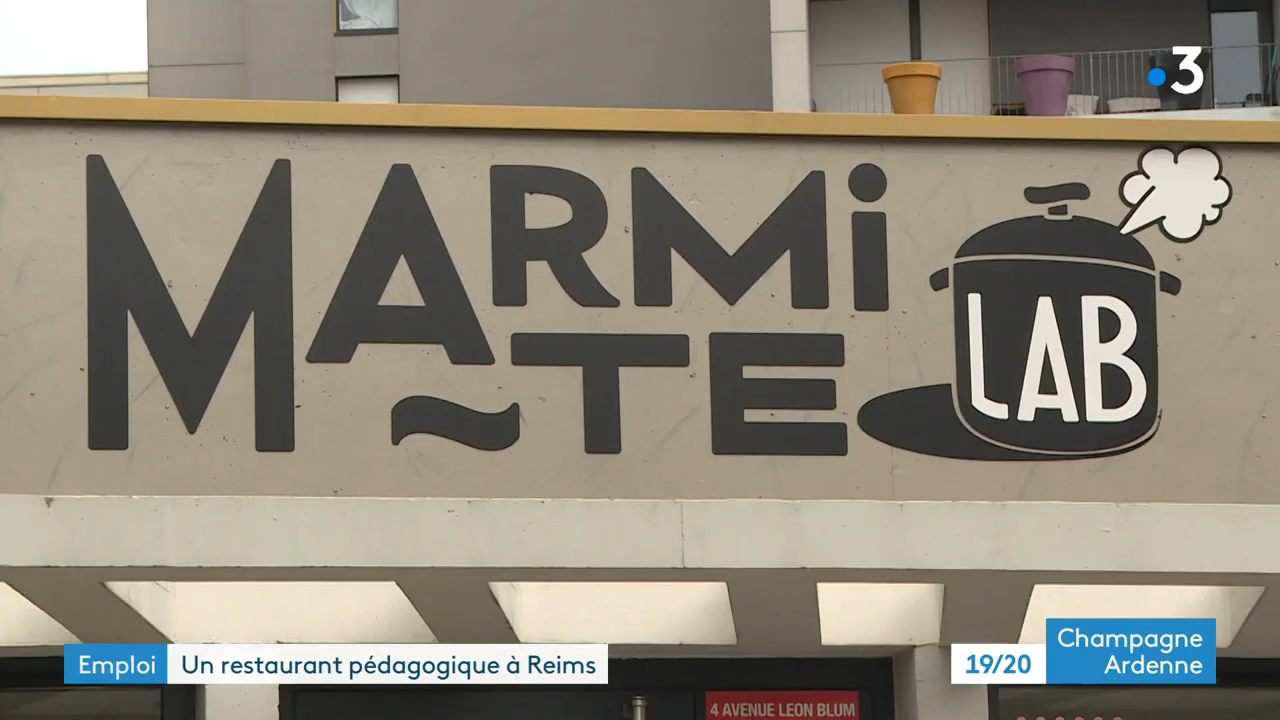 3
MARMi
TE
LAB
Emploi
Un restaurant pédagogique à Reims
19/20
Champagne
Ardenne
4 AVENUE LEON BLUM